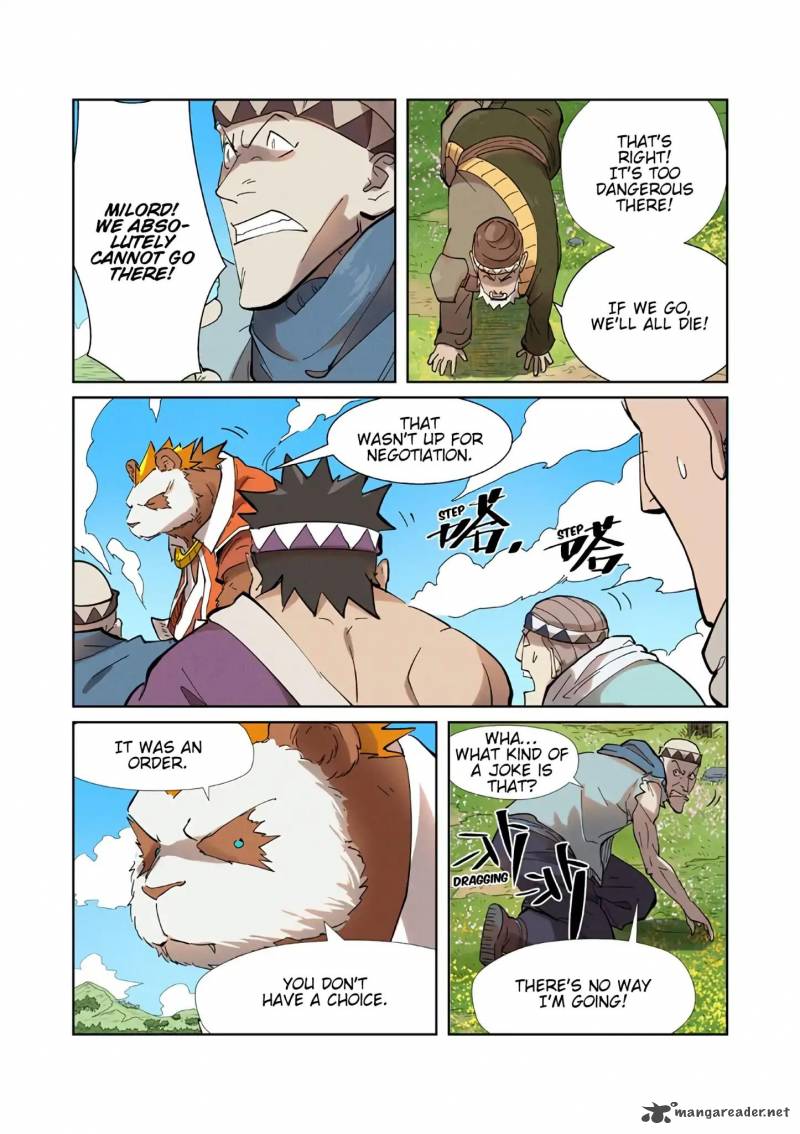 MILORD!
WE ABSO-
LUTELY
CANNOT GO
THERE!
THAT'S
RIGHT!
IT'S TOO
DANGEROUS
THERE!
IF WE GO,
WE'LL ALL DIE!
THAT
WASN'T UP FOR
NEGOTIATION.
STEP
嗒,
STEP
嗒
IT WAS AN
ORDER.
YOU DON'T
HAVE A CHOICE.
WHA...
WHAT KIND OF
A JOKE IS
THAT?
DRAGGING
THERE'S NO WAY
I'M GOING!
mangareader.net